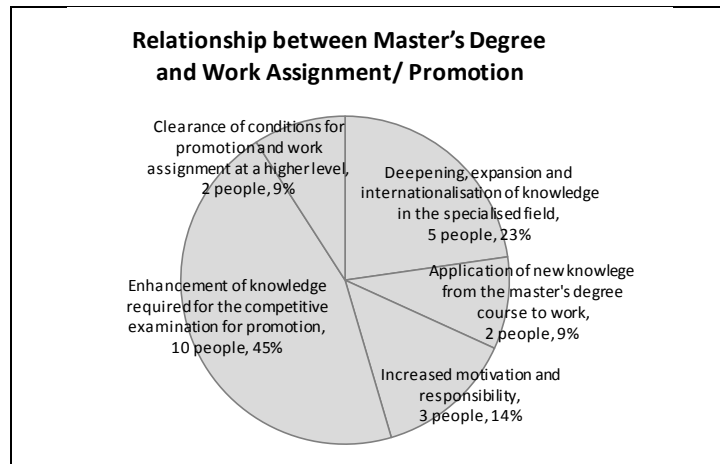 Relationship between Master's Degree
and Work Assignment/ Promotion
Clearance of conditions for
promotion and work
assignment at a higher level,
2 people, 9%
Deepening, expansion and
internationalisation of knowledge
in the specialised field,
5 people, 23%
Application of new knowlege
from the master's degree
course to work,
2 people, 9%
Enhancement of knowledge
required for the competitive
examination for promotion,
10 people, 45%
Increased motivation and
responsibility,
3 people, 14%